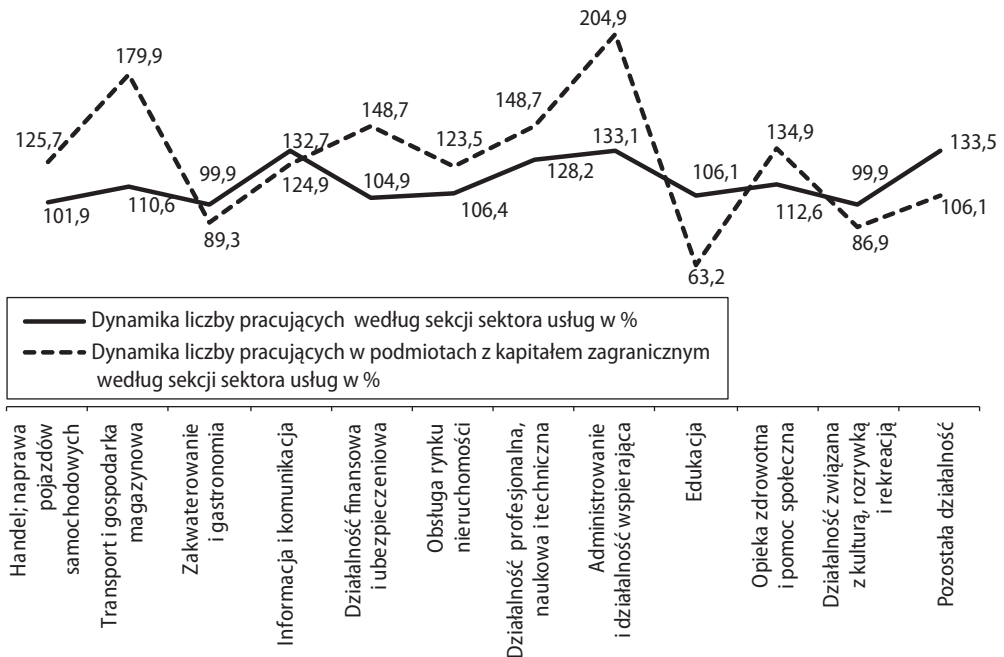 204,9
179,9
148,7
148,7
125,7
132,7
123,5
133,1
134,9
133,5
99,9
124,9
104,9
128,2
106,1
99,9
101,9
110,6
106,4
112,6
106,1
89,3
86,9
63,2
Dynamika liczby pracujących według sekcji sektora usług w %
Dynamika liczby pracujących w podmiotach z kapitałem zagranicznym
według sekcji sektora usług w %
Handel; naprawa
pojazdów
samochodowych
Transport i gospodarka
magazynowa
Zakwaterowanie
i gastronomia
Informacja i komunikacja
Działalność finansowa
i ubezpieczeniowa
Obsługa rynku
nieruchomości
Działalność profesjonalna,
naukowa i techniczna
Administrowanie
i działalność wspierająca
Edukacja
Opieka zdrowotna
i pomoc społeczna
Działalność związana
z kulturą, rozrywką
i rekreacją
Pozostała działalność